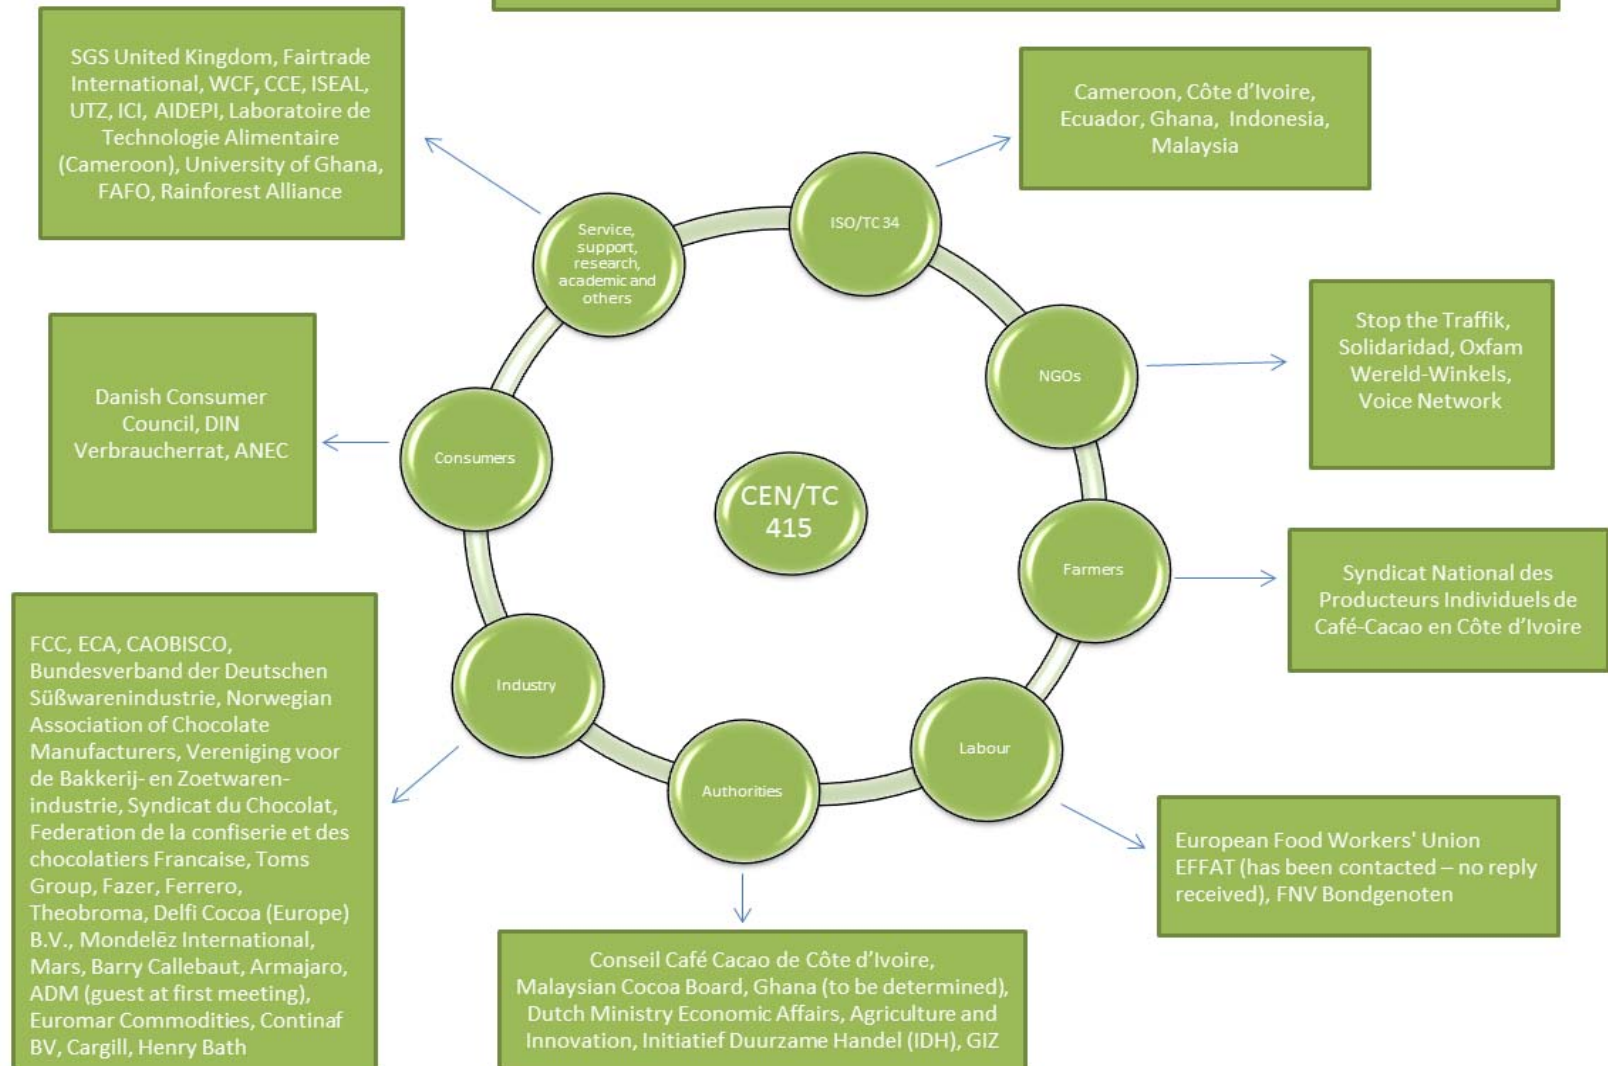 SGS United Kingdom, Fairtrade
International, WCF, CCE, ISEAL,
UTZ, ICI, AIDEPI, Laboratoire de
Technologie Alimentaire
(Cameroon), University of Ghana,
FAFO, Rainforest Alliance
Cameroon, Côte d’Ivoire,
Ecuador, Ghana, Indonesia,
Malaysia
Service,
support,
research,
academic and
others
ISO/TC 34
NGOs
Stop the Traffik,
Solidaridad, Oxfam
Wereld-Winkels,
Voice Network
Danish Consumer
Council, DIN
Verbraucherrat, ANEC
Consumers
CEN/TC
415
Farmers
Syndicat National des
Producteurs Individuels de
Café-Cacao en Côte d’Ivoire
FCC, ECA, CAOBISCO,
Bundesverband der Deutschen
Süßwarenindustrie, Norwegian
Association of Chocolate
Manufacturers, Vereniging voor
de Bakkerij- en Zoetwaren-
industrie, Syndicat du Chocolat,
Federation de la confiserie et des
chocolatiers Francaise, Toms
Group, Fazer, Ferrero,
Theobroma, Delfi Cocoa (Europe)
B.V., Mondelēz International,
Mars, Barry Callebaut, Armajaro,
ADM (guest at first meeting),
Euromar Commodities, Continaf
BV, Cargill, Henry Bath
Industry
Authorities
Labour
European Food Workers' Union
EFFAT (has been contacted – no reply
received), FNV Bondgenoten
Conseil Café Cacao de Côte d’Ivoire,
Malaysian Cocoa Board, Ghana (to be determined),
Dutch Ministry Economic Affairs, Agriculture and
Innovation, Initiatief Duurzame Handel (IDH), GIZ